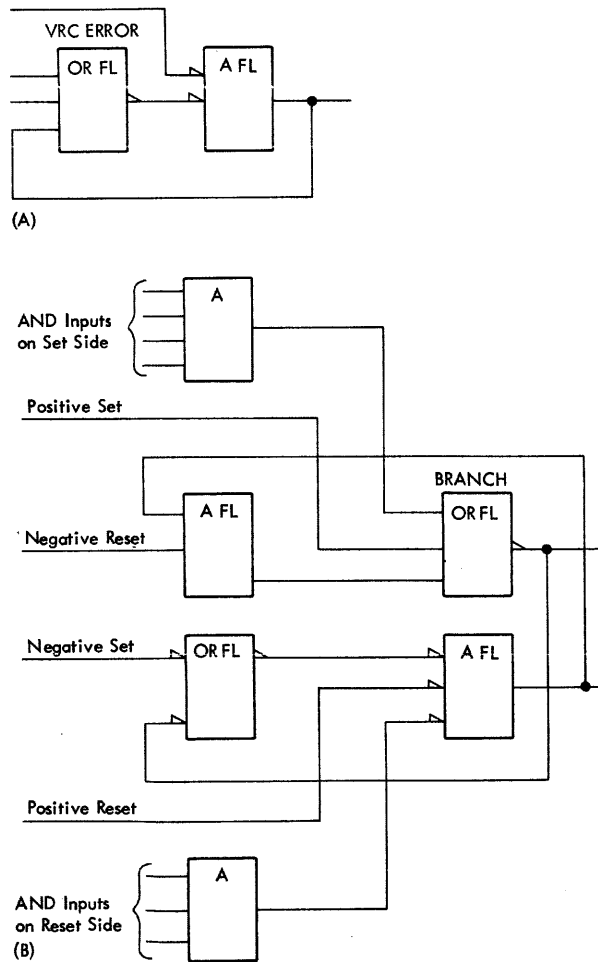 VRC ERROR
OR FL
A FL
(A)
A
AND Inputs
on Set Side
Positive Set
BRANCH
A FL
OR FL
Negative Reset
Negative Set
OR FL
A FL
Positive Reset
A
AND Inputs
on Reset Side
(B)